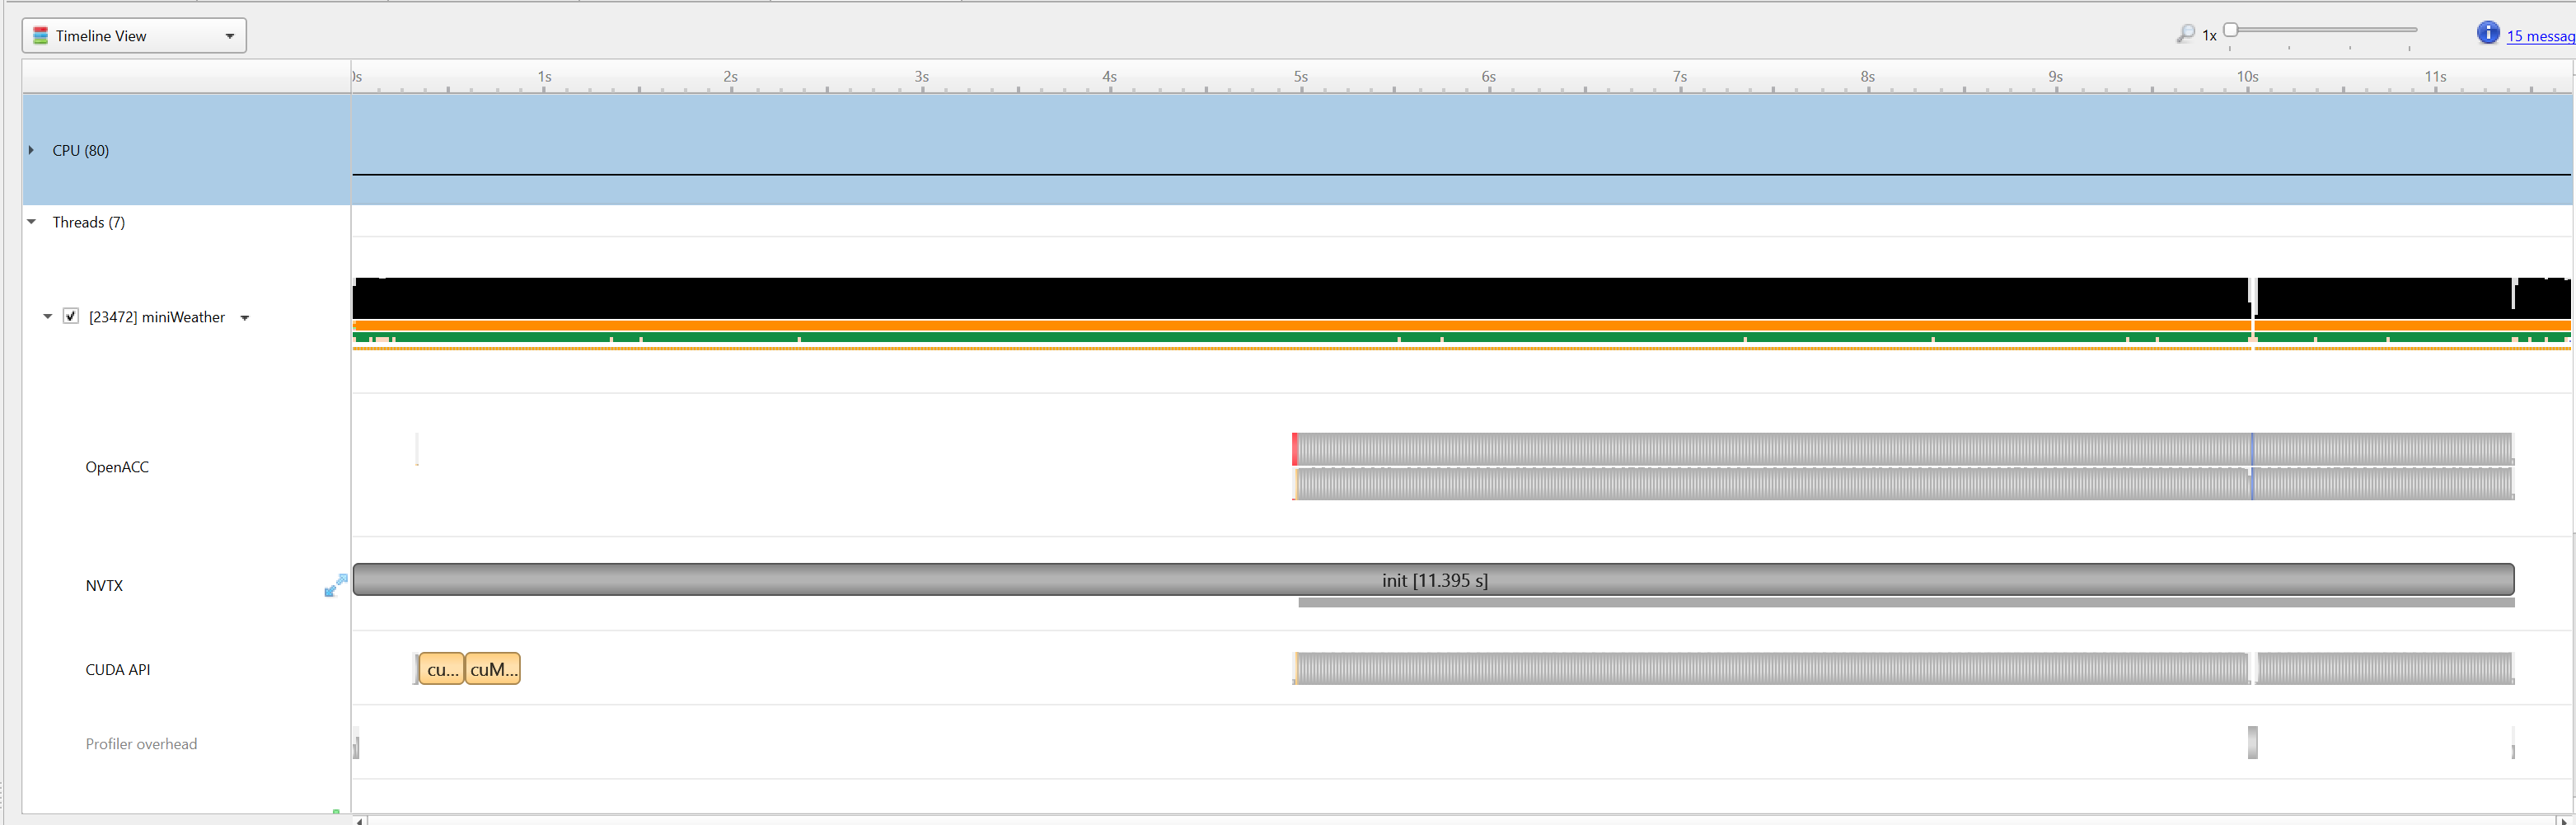 Timeline View
1x
15 messag
0s 1s 2s 3s 4s 5s 6s 7s 8s 9s 10s 11s
CPU (80)
Threads (7)
[23472] miniWeather
OpenACC
NVTX
init [11.395 s]
CUDA API
cu... cuM...
Profiler overhead